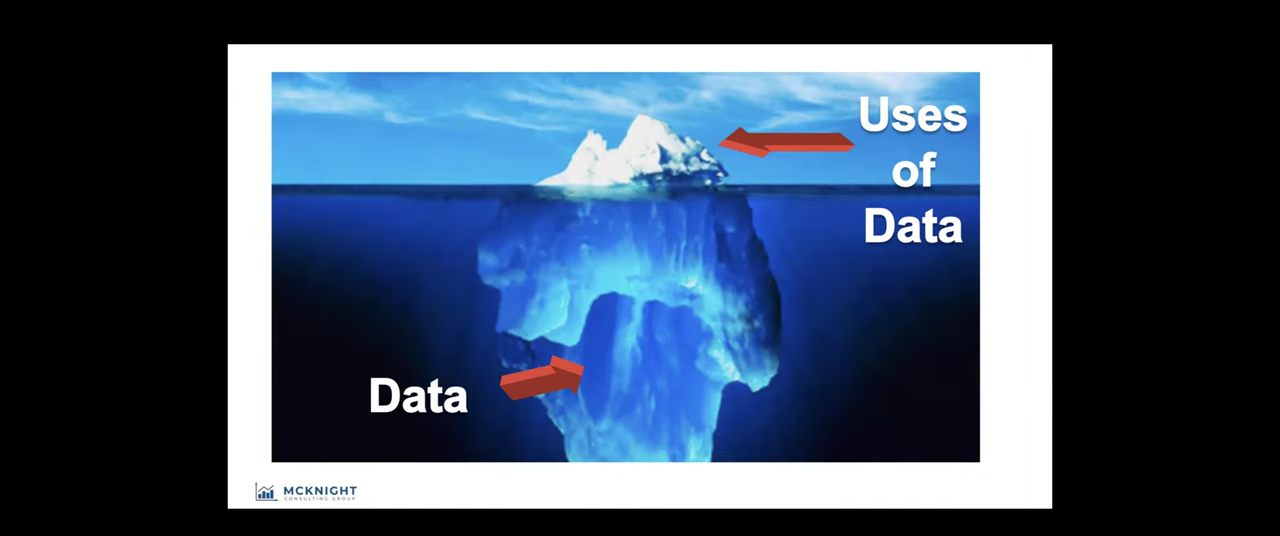 Uses
of
Data
Data
MCKNIGHT
CONSULTING GROUP